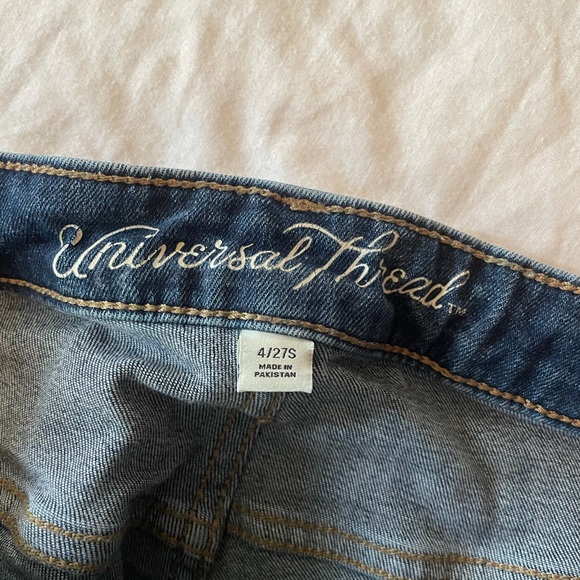 Universal Thread™
4/27S
MADE IN
PAKISTAN